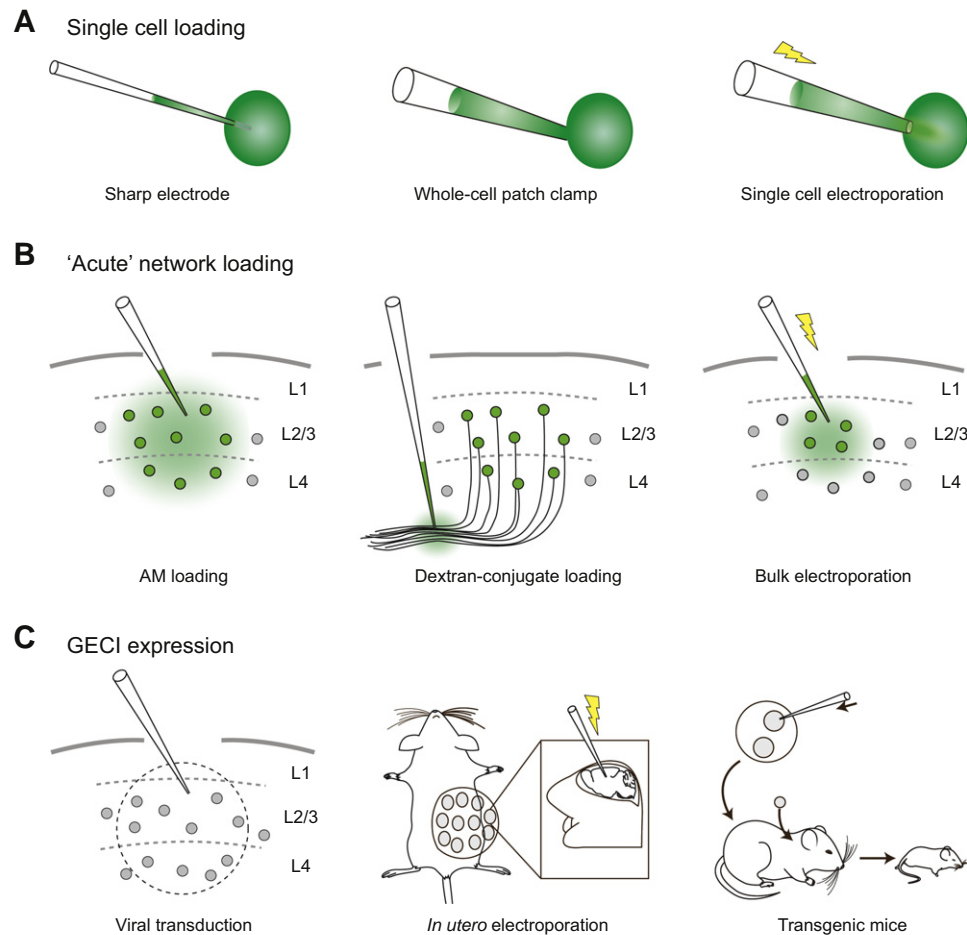 A Single cell loading
Sharp electrode
Whole-cell patch clamp
Single cell electroporation
B 'Acute' network loading
L1
L2/3
L4
AM loading
L1
L2/3
L4
Dextran-conjugate loading
L1
L2/3
L4
Bulk electroporation
C GECI expression
L1
L2/3
L4
Viral transduction
In utero electroporation
Transgenic mice